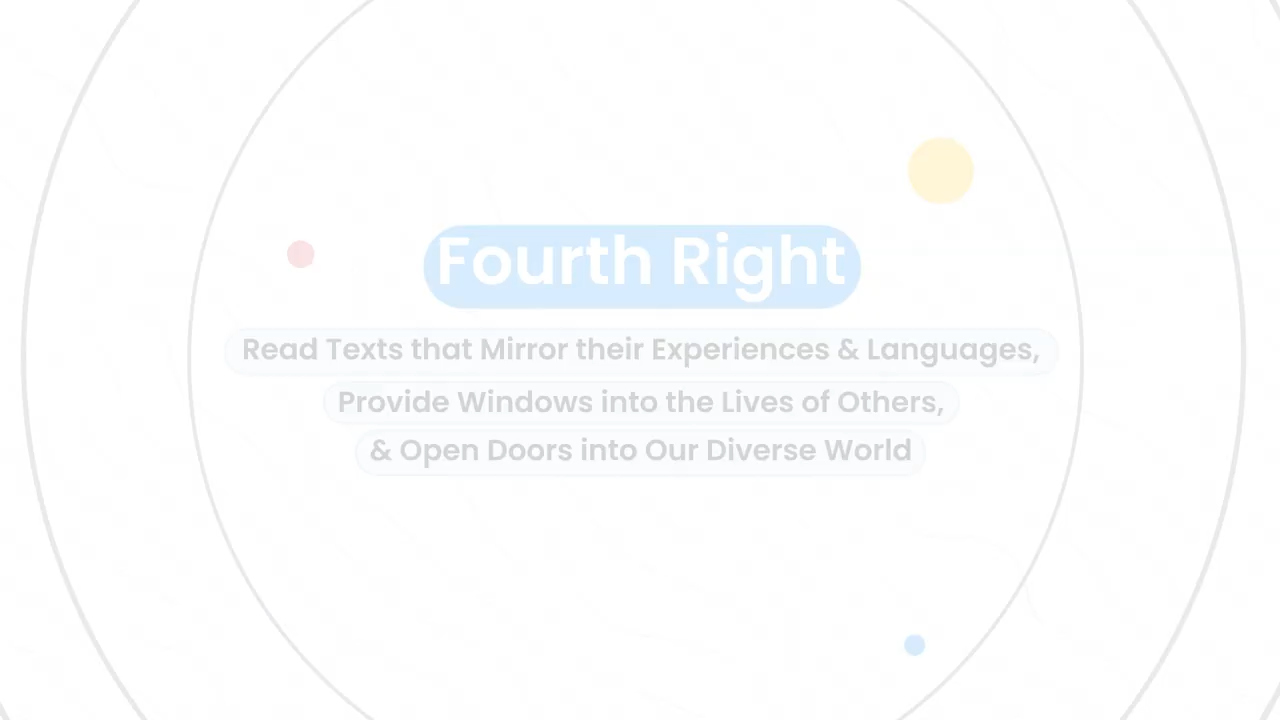 Fourth Right
Read Texts that Mirror their Experiences & Languages,
Provide Windows into the Lives of Others,
& Open Doors into Our Diverse World